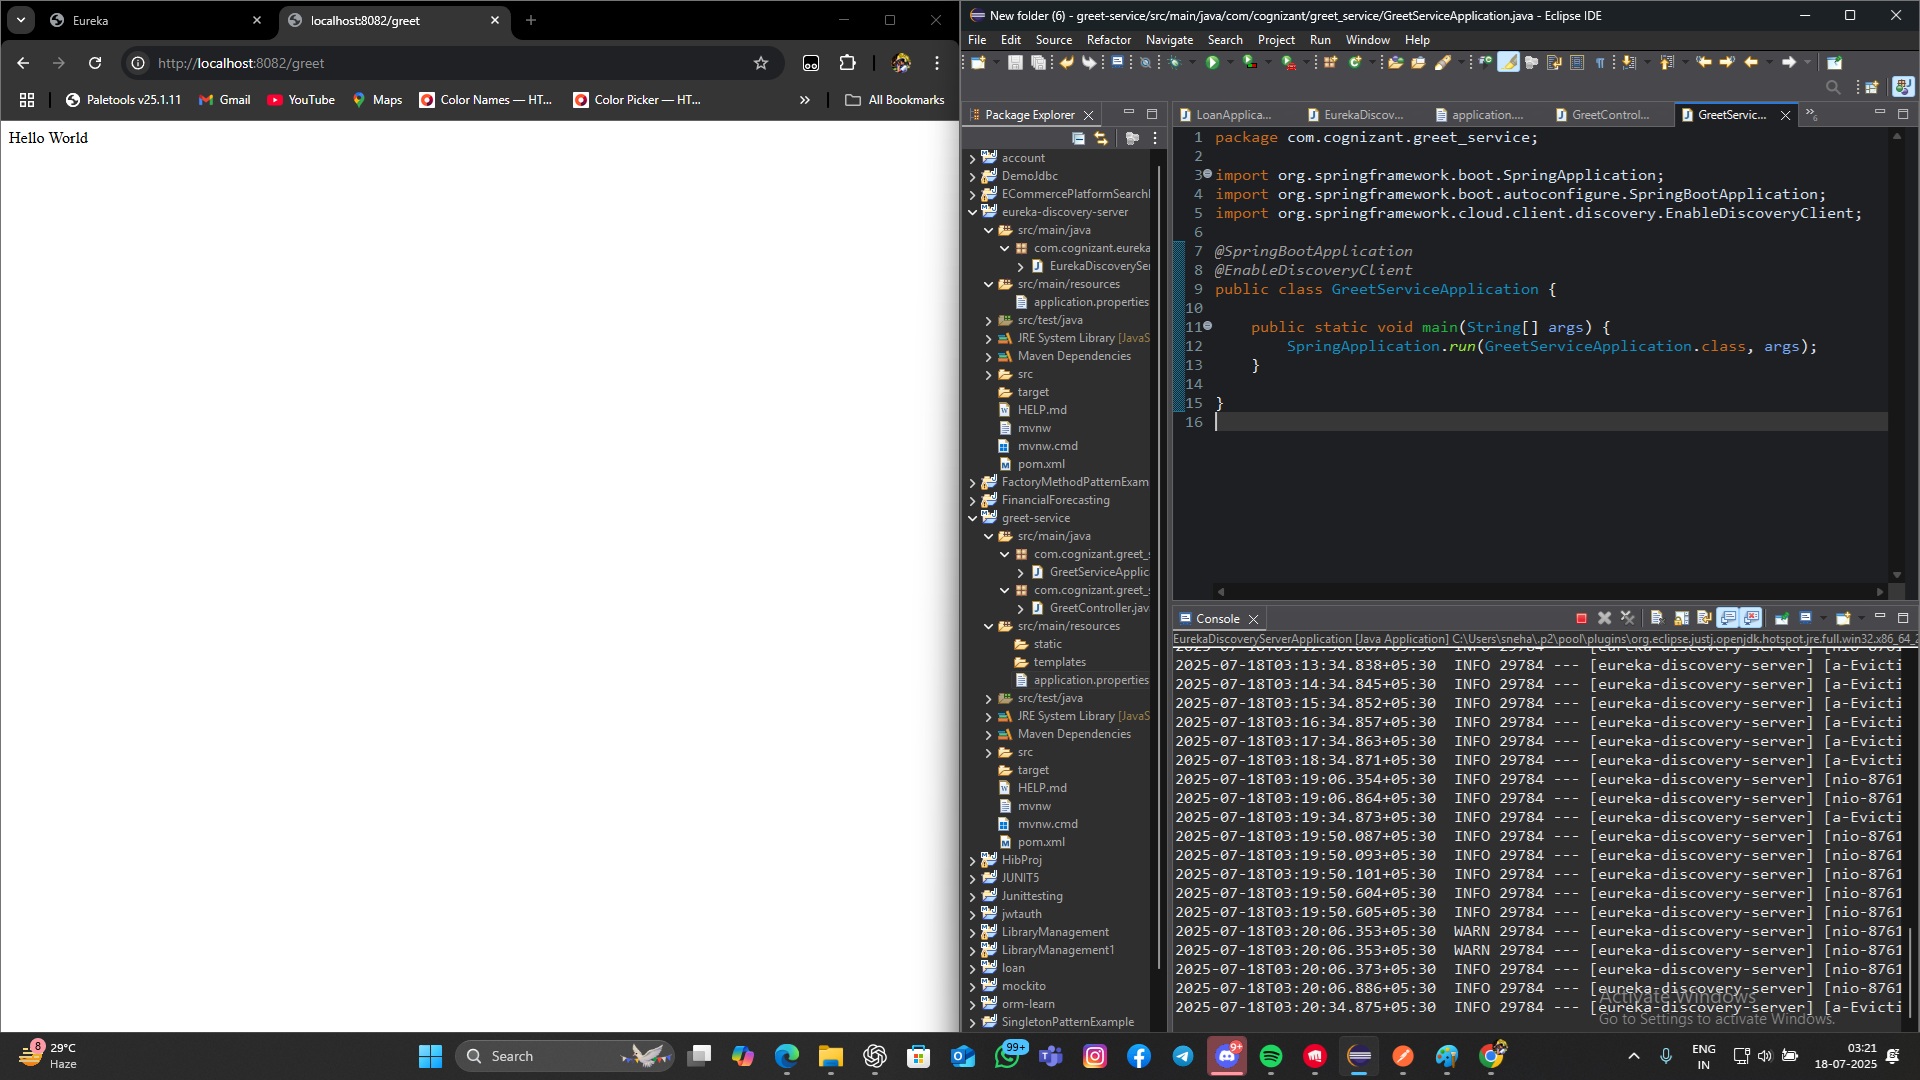 Eureka
localhost:8082/greet
http://localhost:8082/greet
Paletools v25.1.11
Gmail
YouTube
Maps
Color Names — HT...
Color Picker — HT...
»
All Bookmarks
Hello World
New folder (6) - greet-service/src/main/java/com/cognizant/greet_service/GreetServiceApplication.java - Eclipse IDE
File Edit Source Refactor Navigate Search Project Run Window Help
Package Explorer
account
DemoJdbc
ECommercePlatformSearch
eureka-discovery-server
src/main/java
com.cognizant.eureka
EurekaDiscoverySe
src/main/resources
application.properties
src/test/java
JRE System Library [JavaS
Maven Dependencies
src
target
HELP.md
mvnw
mvnw.cmd
pom.xml
FactoryMethodPatternExam
FinancialForecasting
greet-service
src/main/java
com.cognizant.greet_s
GreetServiceApplic
com.cognizant.greet_s
GreetController.jav
src/main/resources
static
templates
application.properties
src/test/java
JRE System Library [JavaS
Maven Dependencies
src
target
HELP.md
mvnw
mvnw.cmd
pom.xml
HibProj
JUNIT5
Junittesting
jwtauth
LibraryManagement
LibraryManagement1
loan
mockito
orm-learn
SingletonPatternExample
LoanApplica...
EurekaDiscov...
application....
GreetControl...
GreetServic...
1 package com.cognizant.greet_service;
2
3 import org.springframework.boot.SpringApplication;
4 import org.springframework.boot.autoconfigure.SpringBootApplication;
5 import org.springframework.cloud.client.discovery.EnableDiscoveryClient;
6
7 @SpringBootApplication
8 @EnableDiscoveryClient
9 public class GreetServiceApplication {
10
11 public static void main(String[] args) {
12 SpringApplication.run(GreetServiceApplication.class, args);
13 }
14
15 }
16
Console
EurekaDiscoveryServerApplication [Java Application] C:\Users\sneha\.p2\pool\plugins\org.eclipse.justj.openjdk.hotspot.jre.full.win32.x86_64_2
2025-07-18T03:13:34.838+05:30 INFO 29784 --- [eureka-discovery-server] [a-Evicti
2025-07-18T03:14:34.845+05:30 INFO 29784 --- [eureka-discovery-server] [a-Evicti
2025-07-18T03:15:34.852+05:30 INFO 29784 --- [eureka-discovery-server] [a-Evicti
2025-07-18T03:16:34.857+05:30 INFO 29784 --- [eureka-discovery-server] [a-Evicti
2025-07-18T03:17:34.863+05:30 INFO 29784 --- [eureka-discovery-server] [a-Evicti
2025-07-18T03:18:34.871+05:30 INFO 29784 --- [eureka-discovery-server] [a-Evicti
2025-07-18T03:19:06.354+05:30 INFO 29784 --- [eureka-discovery-server] [nio-8761
2025-07-18T03:19:06.864+05:30 INFO 29784 --- [eureka-discovery-server] [nio-8761
2025-07-18T03:19:34.873+05:30 INFO 29784 --- [eureka-discovery-server] [a-Evicti
2025-07-18T03:19:50.087+05:30 INFO 29784 --- [eureka-discovery-server] [nio-8761
2025-07-18T03:19:50.093+05:30 INFO 29784 --- [eureka-discovery-server] [nio-8761
2025-07-18T03:19:50.101+05:30 INFO 29784 --- [eureka-discovery-server] [nio-8761
2025-07-18T03:19:50.604+05:30 INFO 29784 --- [eureka-discovery-server] [nio-8761
2025-07-18T03:19:50.605+05:30 INFO 29784 --- [eureka-discovery-server] [nio-8761
2025-07-18T03:20:06.353+05:30 WARN 29784 --- [eureka-discovery-server] [nio-8761
2025-07-18T03:20:06.353+05:30 WARN 29784 --- [eureka-discovery-server] [nio-8761
2025-07-18T03:20:06.373+05:30 INFO 29784 --- [eureka-discovery-server] [nio-8761
2025-07-18T03:20:06.886+05:30 INFO 29784 --- [eureka-discovery-server] [nio-8761
2025-07-18T03:20:34.875+05:30 INFO 29784 --- [eureka-discovery-server] [a-Evicti
Activate Windows
Go to Settings to activate Windows.
8
29°C
Haze
Search
99+
9+
ENG
IN
03:21
18-07-2025